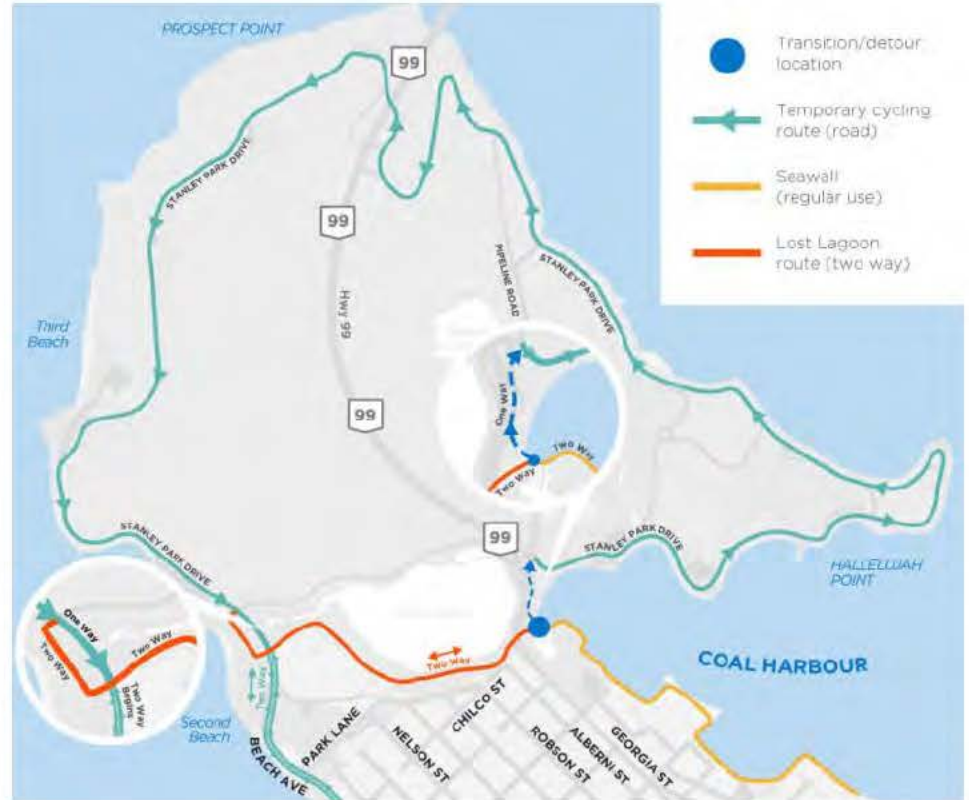 PROSPECT POINT
99
Transition/detour
location
Temporary cycling
route (road)
Seawall
(regular use)
Lost Lagoon
route (two way)
STANLEY PARK DRIVE
99
Hwy 99
PIPELINE ROAD
STANLEY PARK DRIVE
Third
Beach
99
One Way
Two Way
Two Way
99
STANLEY PARK DRIVE
HALLELUJAH
POINT
STANLEY PARK DRIVE
One Way
Two Way
Two Way
Two Way
Begins
Two Way
Two Way
COAL HARBOUR
Second
Beach
BEACH AVE
PARK LANE
NELSON ST
CHILCO ST
ROBSON ST
ALBERNI ST
GEORGIA ST